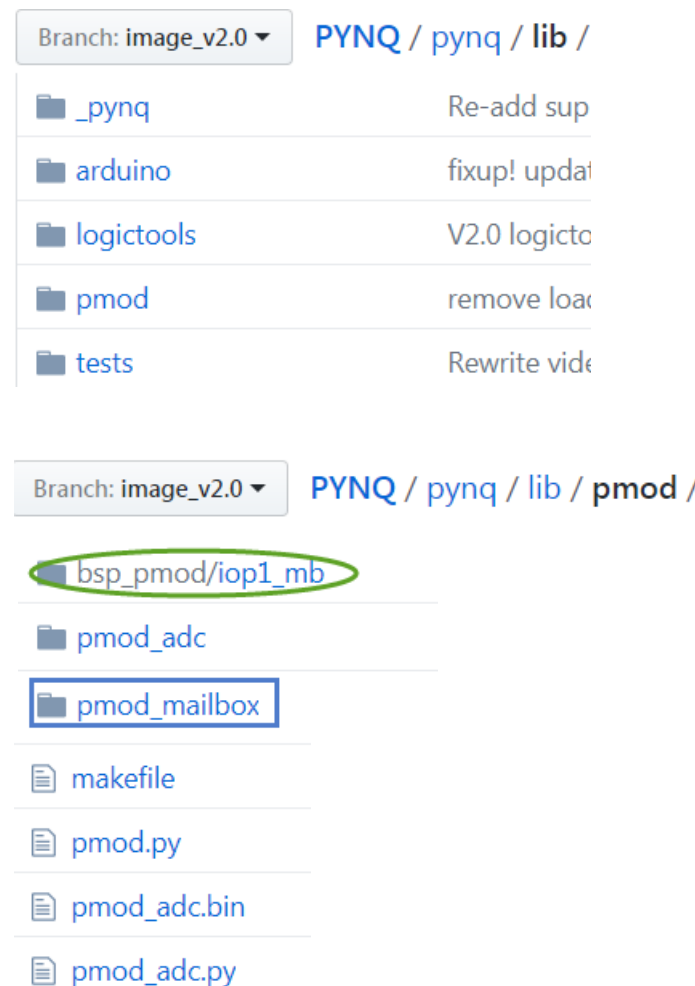 Branch: image_v2.0 PYNQ / pynq / lib /
_pynq Re-add sup
arduino fixup! updat
logictools V2.0 logicto
pmod remove load
tests Rewrite vide
Branch: image_v2.0 PYNQ / pynq / lib / pmod /
bsp_pmod/iop1_mb
pmod_adc
pmod_mailbox
makefile
pmod.py
pmod_adc.bin
pmod_adc.py